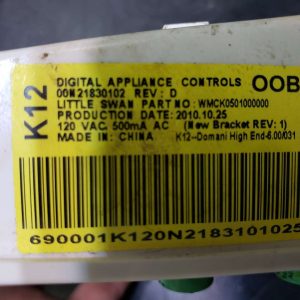 K12
DIGITAL APPLIANCE CONTROLS OOB
00N21830102 REV: D
LITTLE SWAN PART NO: WMCK0501000000
PRODUCTION DATE: 2010.10.25
120 VAC, 500mA AC (New Bracket REV: 1)
MADE IN: CHINA K12--Domani High End-6.00/031
690001K120N2183101025